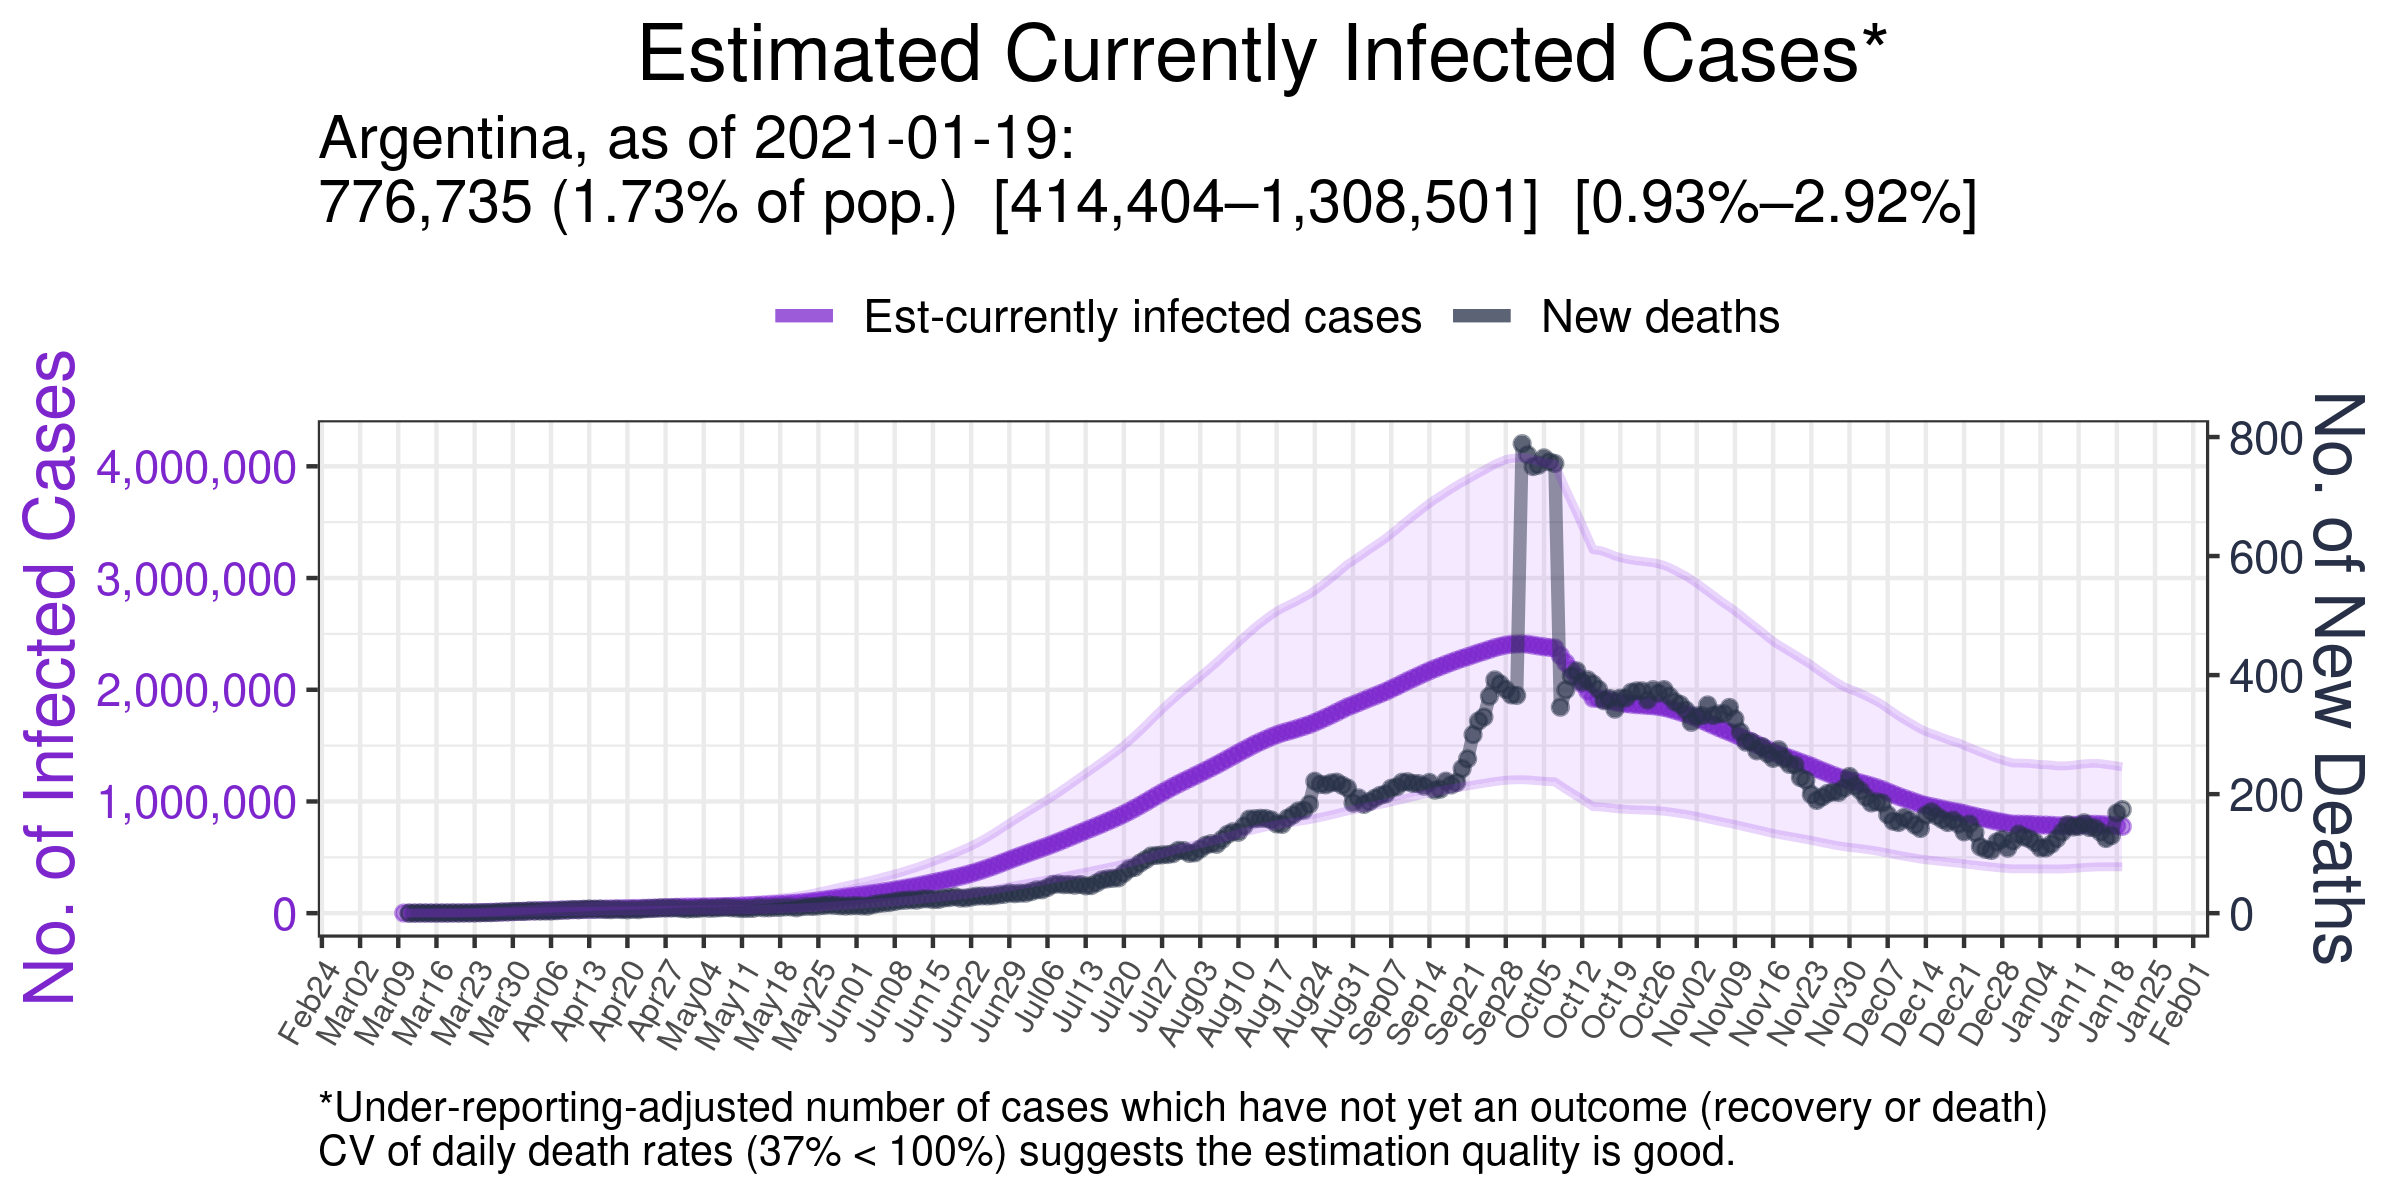 Estimated Currently Infected Cases*
Argentina, as of 2021-01-19:
776,735 (1.73% of pop.) [414,404–1,308,501] [0.93%–2.92%]
Est-currently infected cases New deaths
No. of Infected Cases
4,000,000
3,000,000
2,000,000
1,000,000
0
800
600
400
200
0
No. of New Deaths
Feb24 Mar02 Mar09 Mar16 Mar23 Mar30 Apr06 Apr13 Apr20 Apr27 May04 May11 May18 May25 Jun01 Jun08 Jun15 Jun22 Jun29 Jul06 Jul13 Jul20 Jul27 Aug03 Aug10 Aug17 Aug24 Aug31 Sep07 Sep14 Sep21 Sep28 Oct05 Oct12 Oct19 Oct26 Nov02 Nov09 Nov16 Nov23 Nov30 Dec07 Dec14 Dec21 Dec28 Jan04 Jan11 Jan18 Jan25 Feb01
*Under-reporting-adjusted number of cases which have not yet an outcome (recovery or death)
CV of daily death rates (37% < 100%) suggests the estimation quality is good.